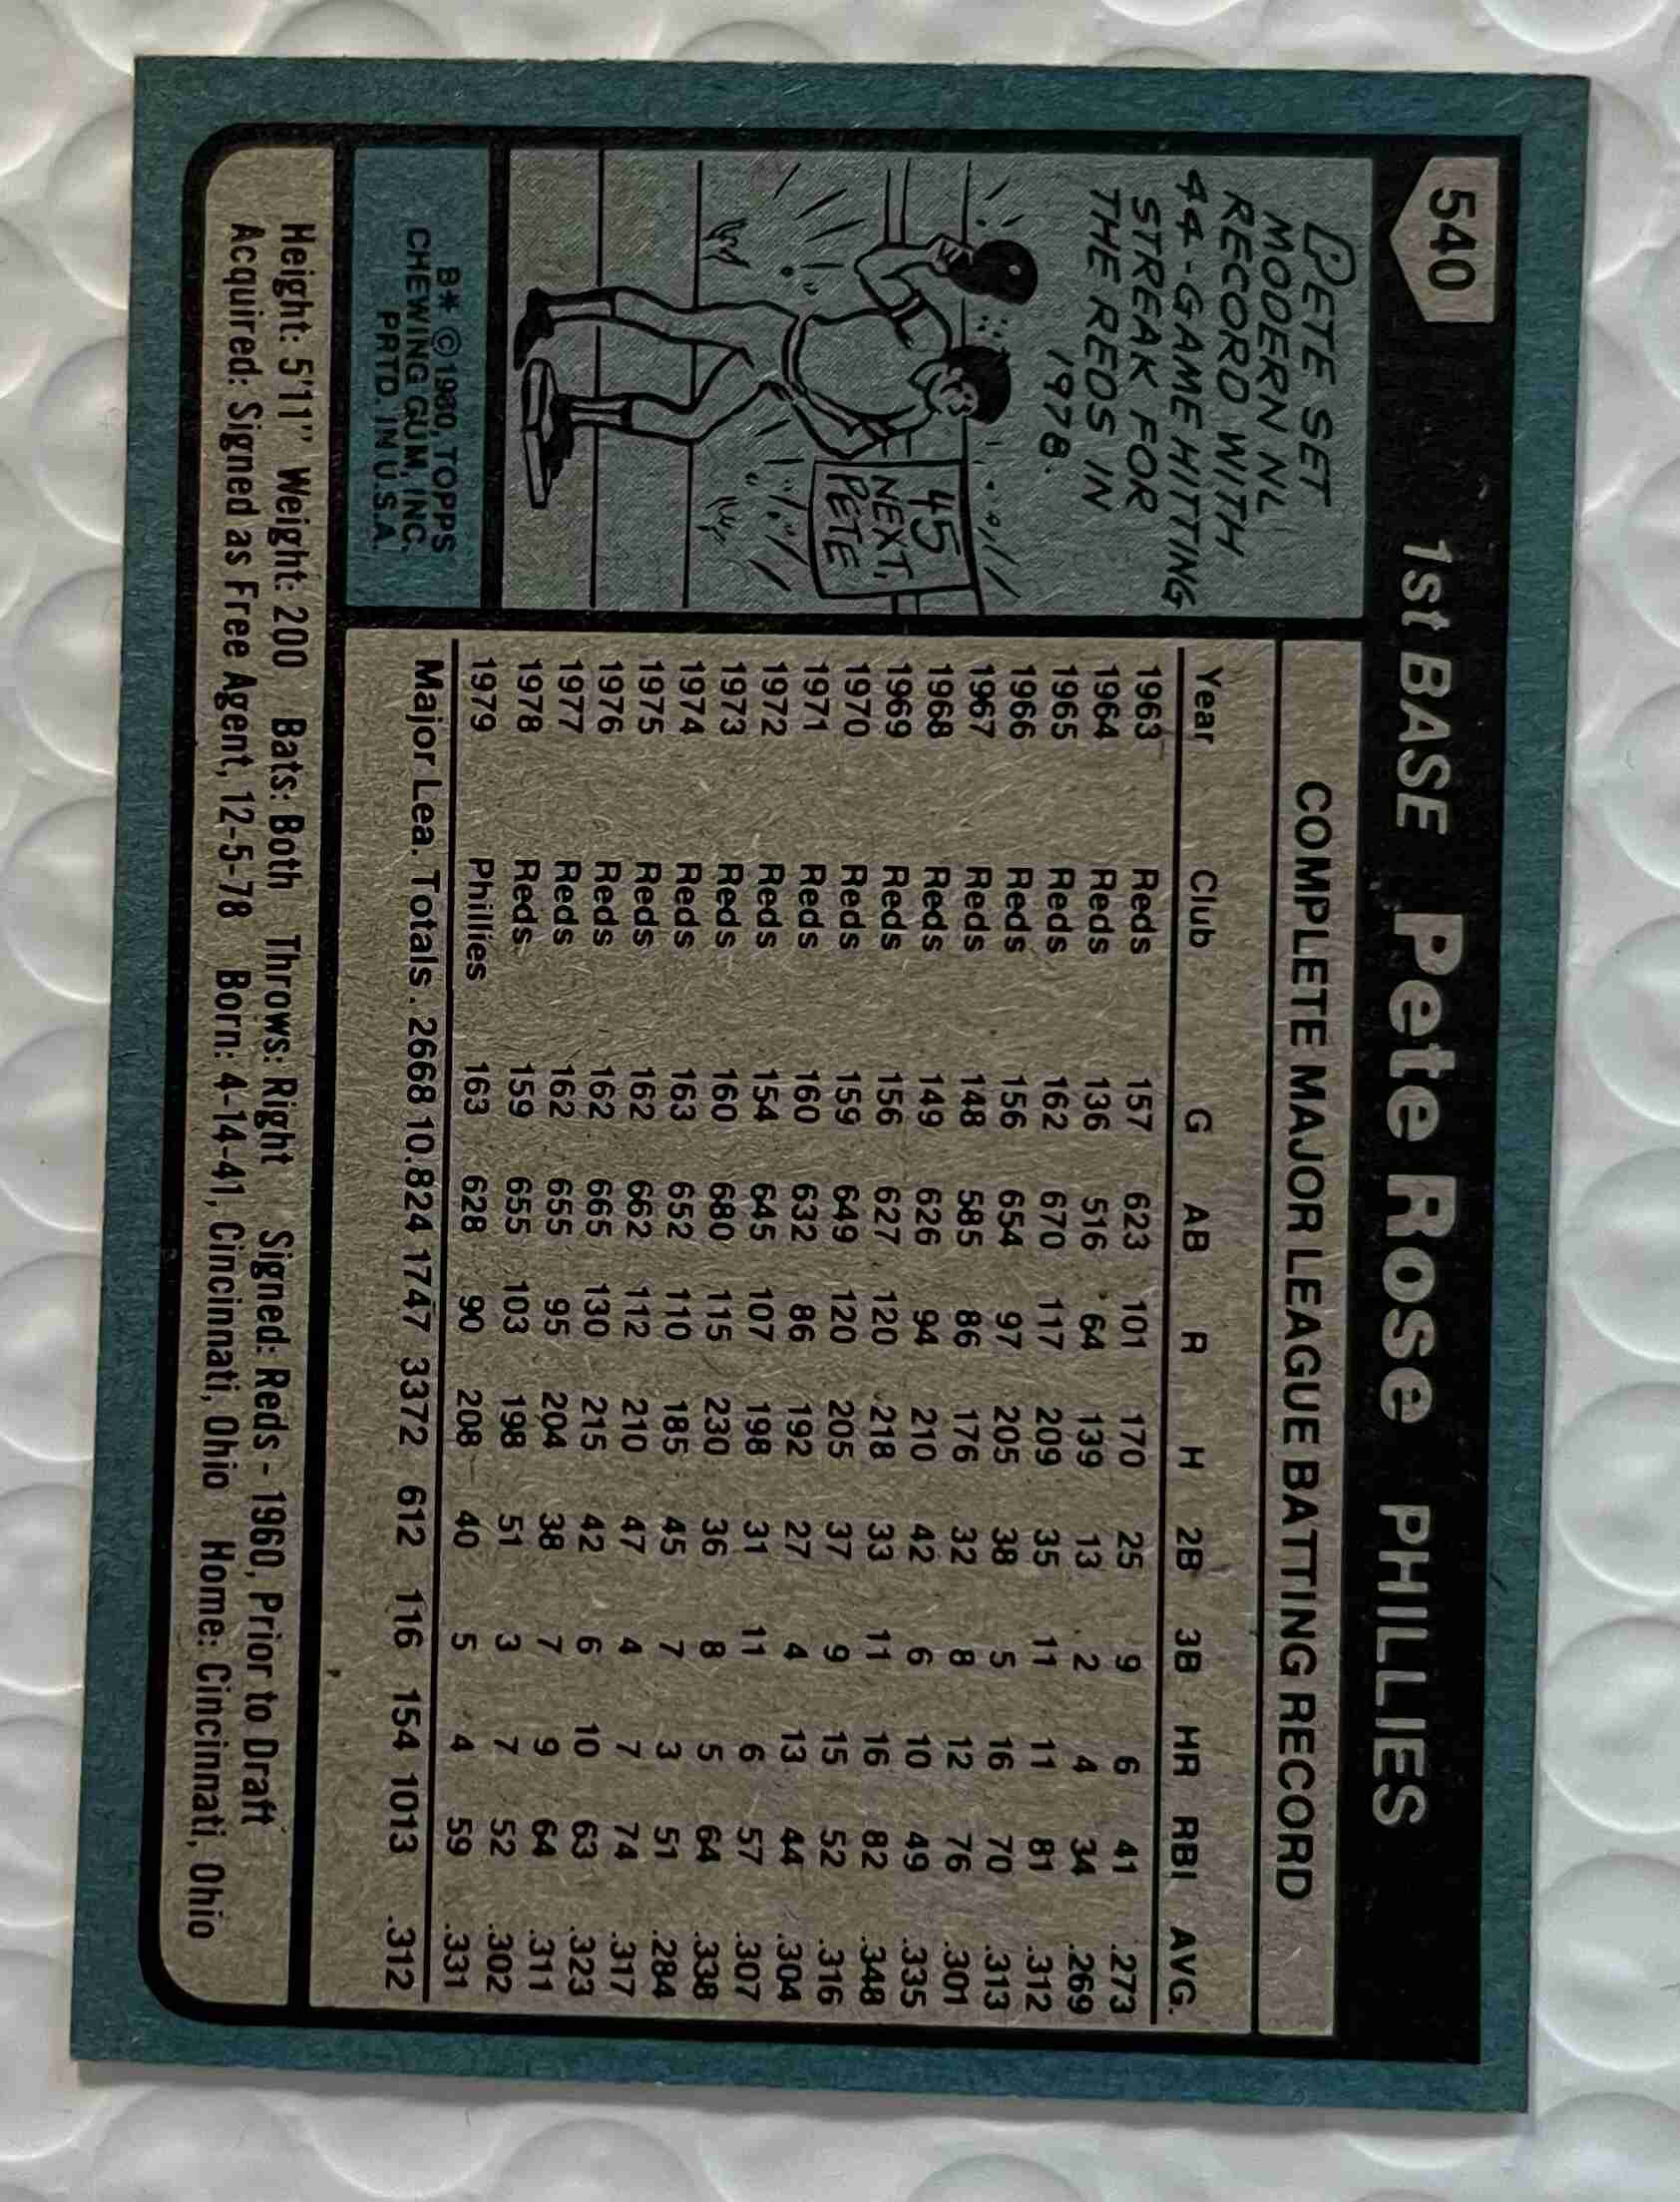 540 1st BASE Pete Rose PHILLIES
PETE SET
MODERN NL
RECORD WITH
44-GAME HITTING
STREAK FOR
THE REDS IN
1978.
45
NEXT,
PETE
B* © 1980, TOPPS
CHEWING GUM, INC.
PRTD. IN U.S.A.
COMPLETE MAJOR LEAGUE BATTING RECORD
Year Club G AB R H 2B 3B HR RBI AVG.
1963 Reds 157 623 101 170 25 9 6 41 .273
1964 Reds 136 516 64 139 13 2 4 34 .269
1965 Reds 162 670 117 209 35 11 11 81 .312
1966 Reds 156 654 97 205 38 5 16 70 .313
1967 Reds 148 585 86 176 32 8 12 76 .301
1968 Reds 149 626 94 210 42 6 10 49 .335
1969 Reds 156 627 120 218 33 11 16 82 .348
1970 Reds 159 649 120 205 37 9 15 52 .316
1971 Reds 160 632 86 192 27 4 13 44 .304
1972 Reds 154 645 107 198 31 11 6 57 .307
1973 Reds 160 680 115 230 36 8 5 64 .338
1974 Reds 163 652 110 185 45 7 3 51 .284
1975 Reds 162 662 112 210 47 4 7 74 .317
1976 Reds 162 665 130 215 42 6 10 63 .323
1977 Reds 162 655 95 204 38 7 9 64 .311
1978 Reds 159 655 103 198 51 3 7 52 .302
1979 Phillies 163 628 90 208 40 5 4 59 .331
Major Lea. Totals. 2668 10.824 1747 3372 612 116 154 1013 .312
Height: 5'11" Weight: 200 Bats: Both Throws: Right Signed: Reds - 1960, Prior to Draft
Acquired: Signed as Free Agent, 12-5-78 Born: 4-14-41, Cincinnati, Ohio Home: Cincinnati, Ohio